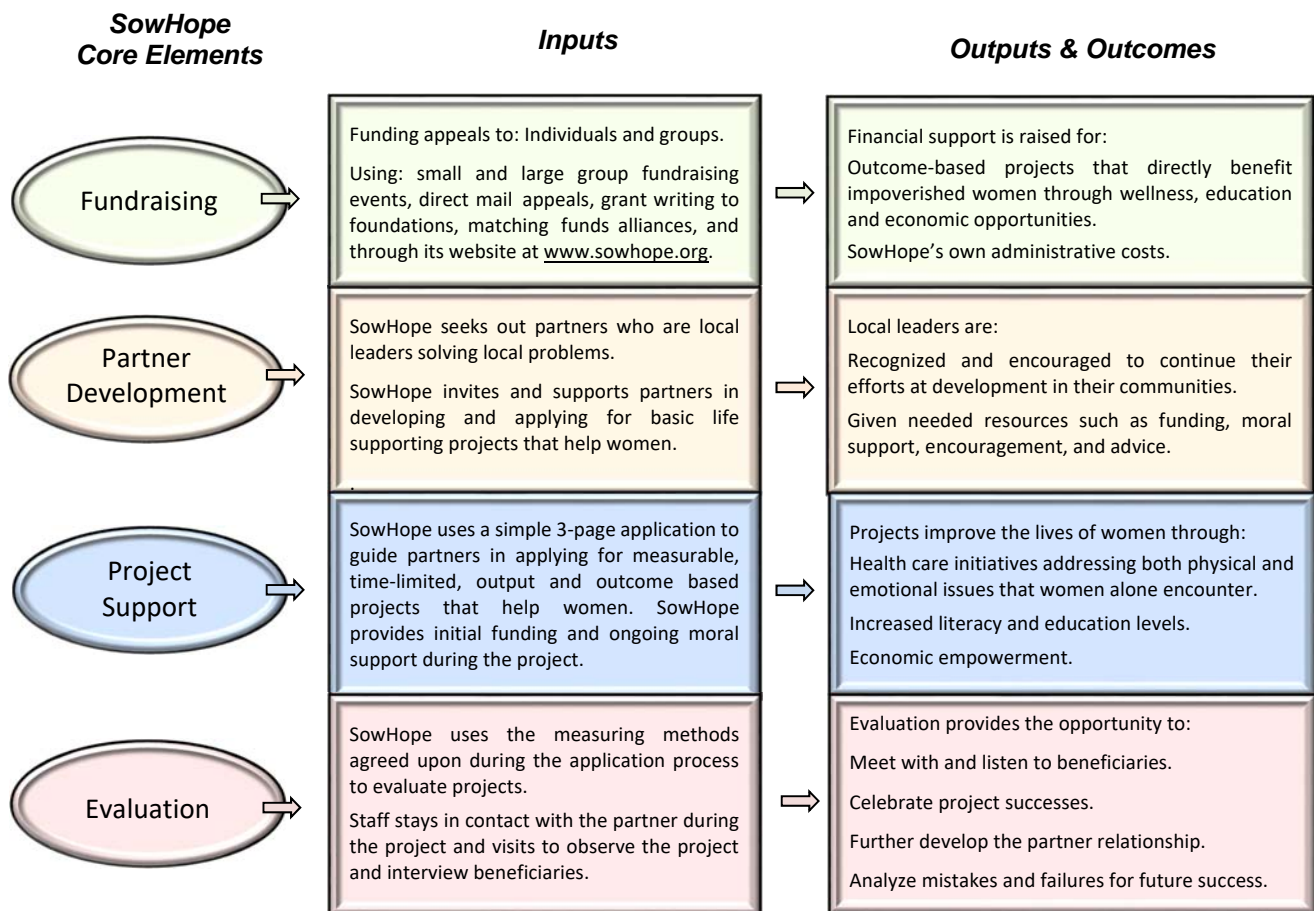 SowHope
Core Elements
Inputs
Outputs & Outcomes
Fundraising
Funding appeals to: Individuals and groups.
Using: small and large group fundraising
events, direct mail appeals, grant writing to
foundations, matching funds alliances, and
through its website at www.sowhope.org.
Financial support is raised for:
Outcome-based projects that directly benefit
impoverished women through wellness, education
and economic opportunities.
SowHope's own administrative costs.
Partner
Development
SowHope seeks out partners who are local
leaders solving local problems.
SowHope invites and supports partners in
developing and applying for basic life
supporting projects that help women.
.
Local leaders are:
Recognized and encouraged to continue their
efforts at development in their communities.
Given needed resources such as funding, moral
support, encouragement, and advice.
Project
Support
SowHope uses a simple 3-page application to
guide partners in applying for measurable,
time-limited, output and outcome based
projects that help women. SowHope
provides initial funding and ongoing moral
support during the project.
Projects improve the lives of women through:
Health care initiatives addressing both physical and
emotional issues that women alone encounter.
Increased literacy and education levels.
Economic empowerment.
Evaluation
SowHope uses the measuring methods
agreed upon during the application process
to evaluate projects.
Staff stays in contact with the partner during
the project and visits to observe the project
and interview beneficiaries.
Evaluation provides the opportunity to:
Meet with and listen to beneficiaries.
Celebrate project successes.
Further develop the partner relationship.
Analyze mistakes and failures for future success.